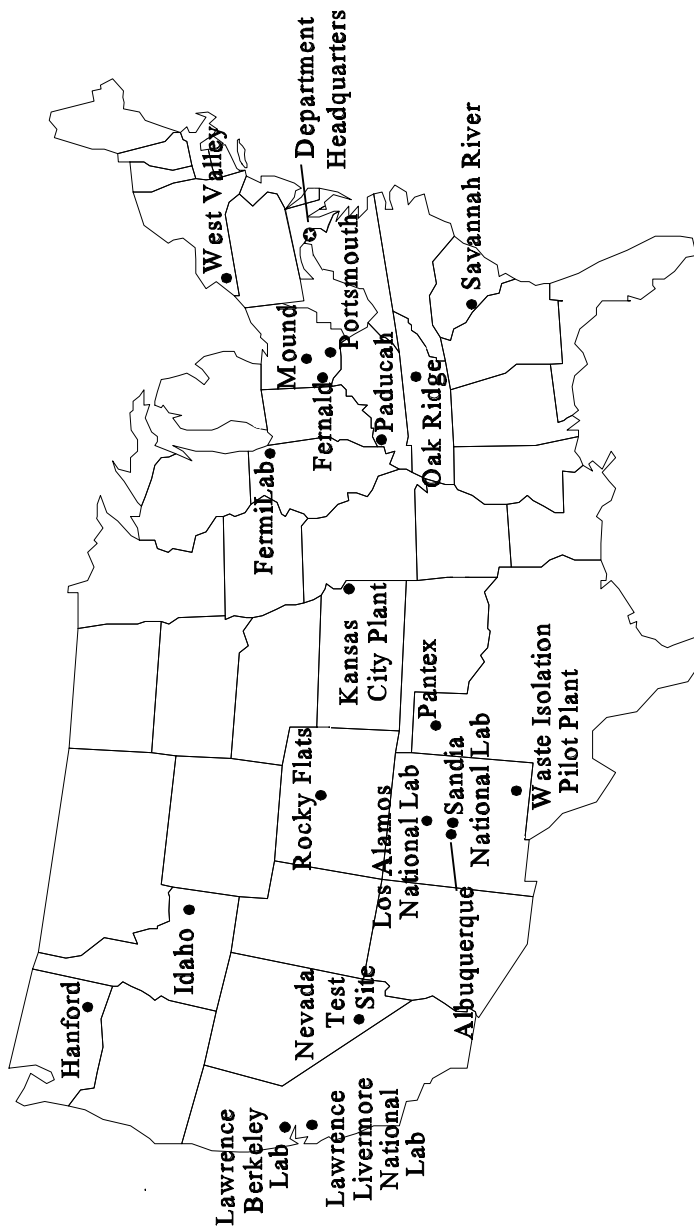 Hanford
Idaho
Lawrence
Berkeley
Lab
Lawrence
Livermore
National
Lab
Nevada
Test
Site
Rocky Flats
Los Alamos
National Lab
Albuquerque
Sandia
National Lab
Pantex
Waste Isolation
Pilot Plant
Kansas
City Plant
FermiLab
Mound
Fernald
Portsmouth
Paducah
Oak Ridge
West Valley
Department
Headquarters
Savannah River